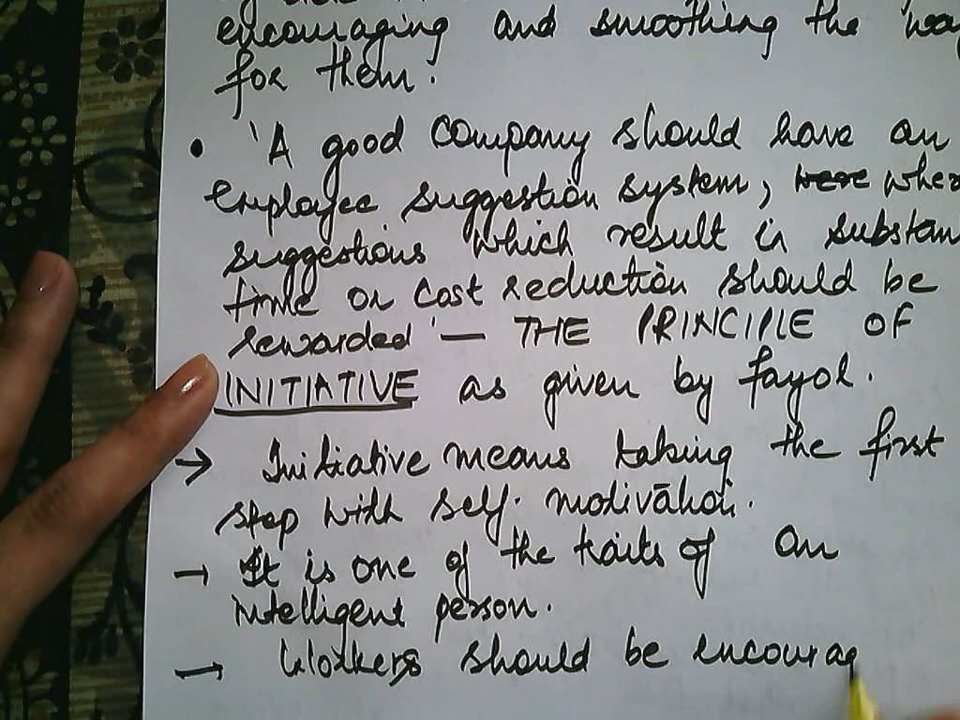 encouraging and smoothing the way
for them.
• 'A good company should have an
employee suggestion system, wher
suggestions which result in substan
time or cost reduction should be
rewarded' — THE PRINCIPLE OF
INITIATIVE as given by fayol.
→ Initiative means taking the first
step with self-motivation.
→ It is one of the traits of an
intelligent person.
→ Workers should be encourag